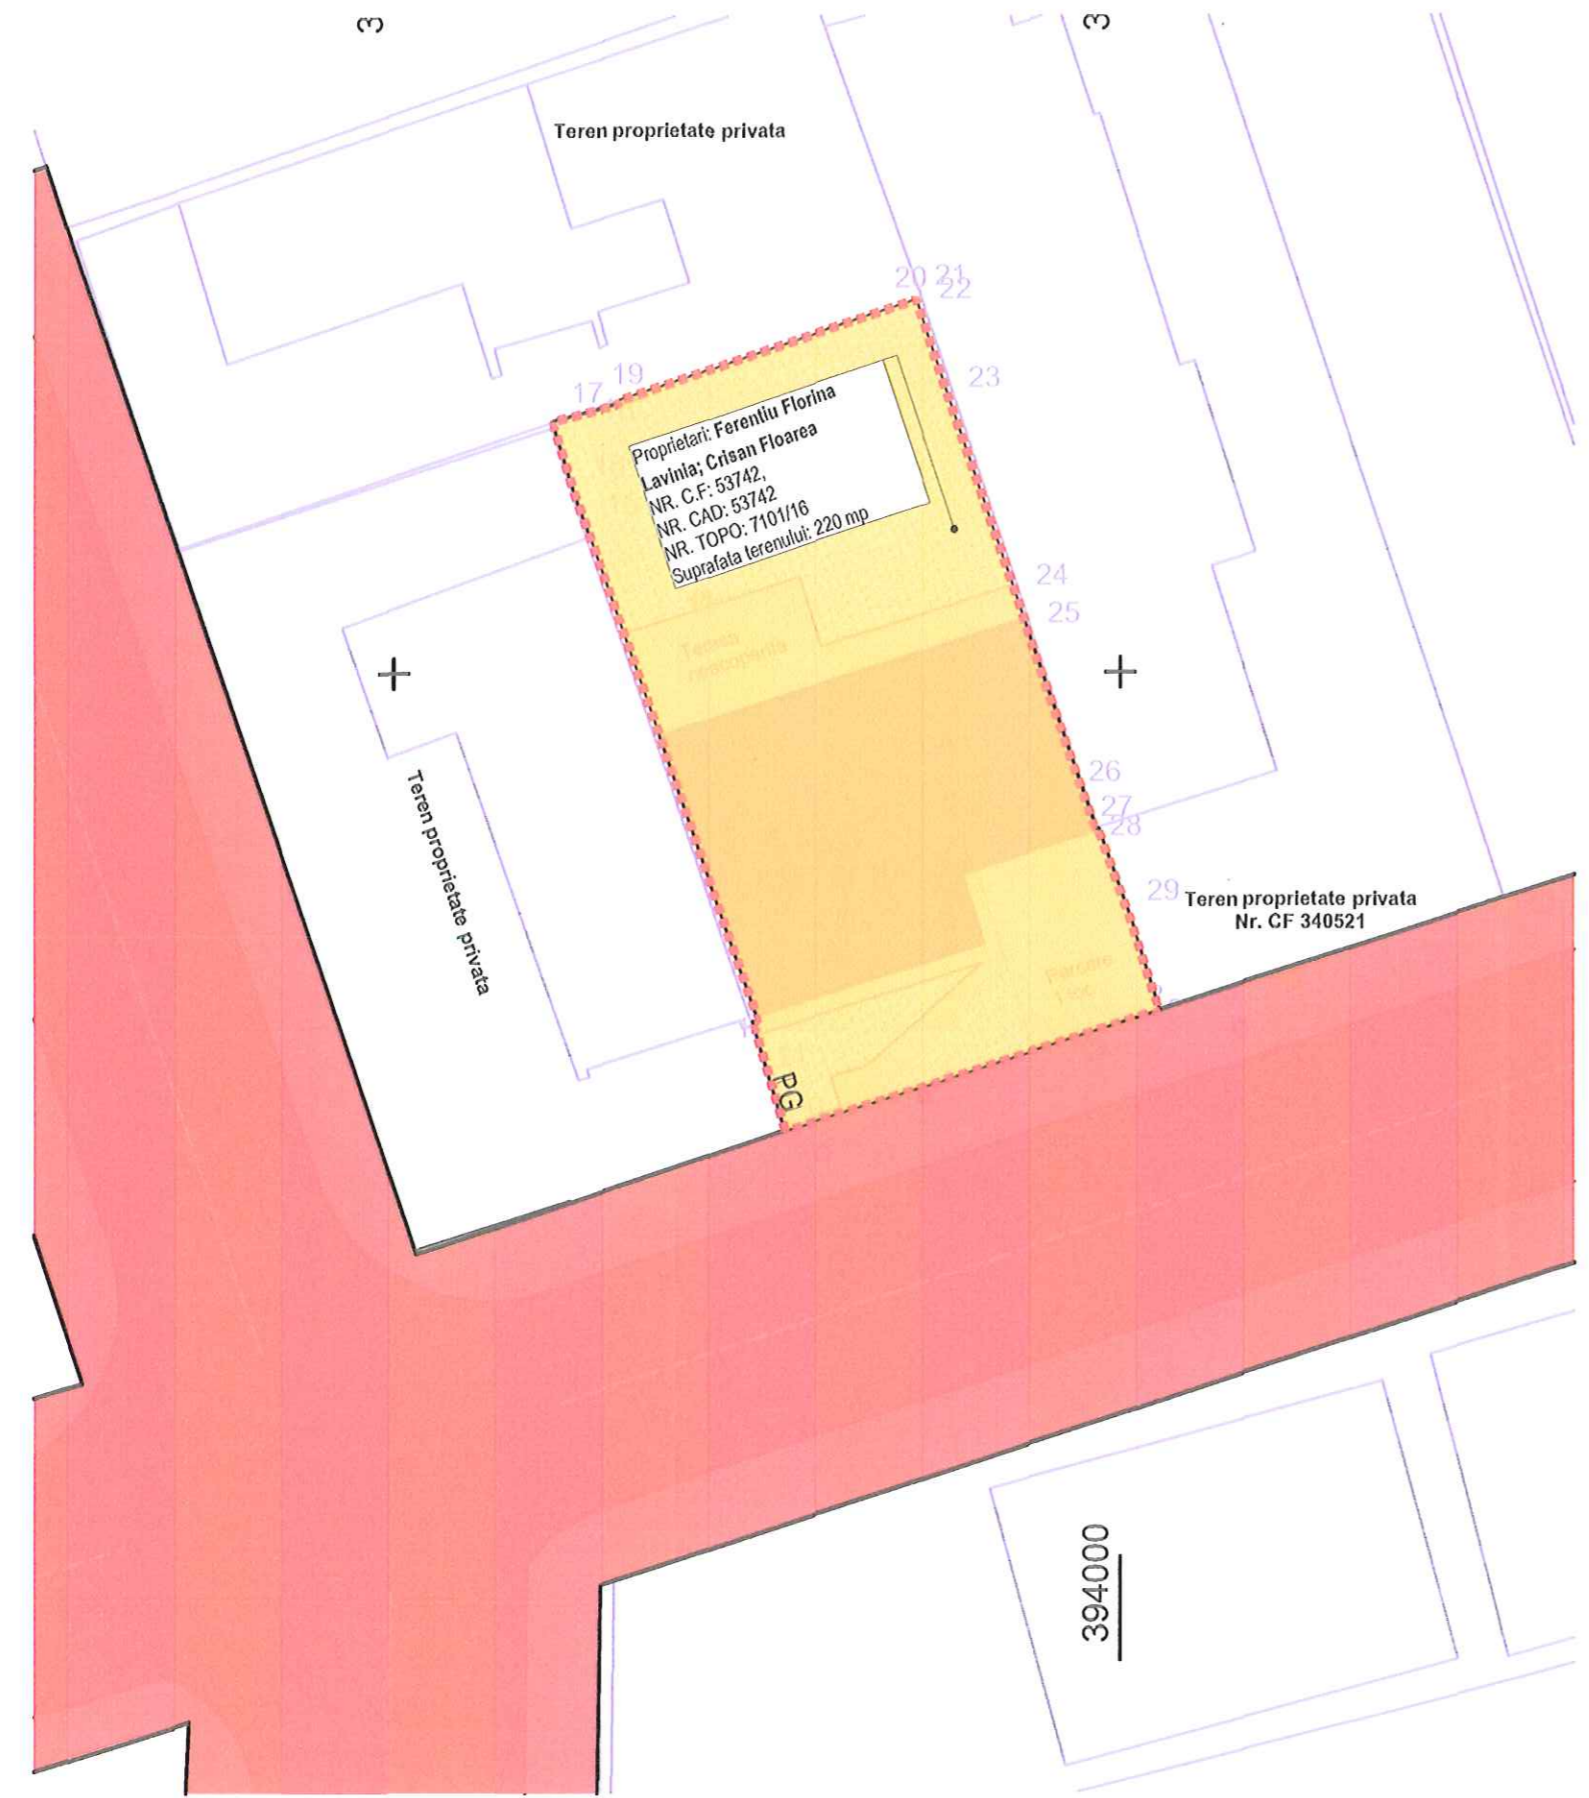 3
3
Teren proprietate privata
20
21
22
19
17
23
Proprietari: Ferentiu Florina
Lavinia; Crisan Floarea
NR. C.F: 53742,
NR. CAD: 53742
NR. TOPO: 7101/16
Suprafata terenului: 220 mp
24
25
Terasa
neacoperita
26
27
28
29
Teren proprietate privata
Nr. CF 340521
Teren proprietate privata
PG
394000